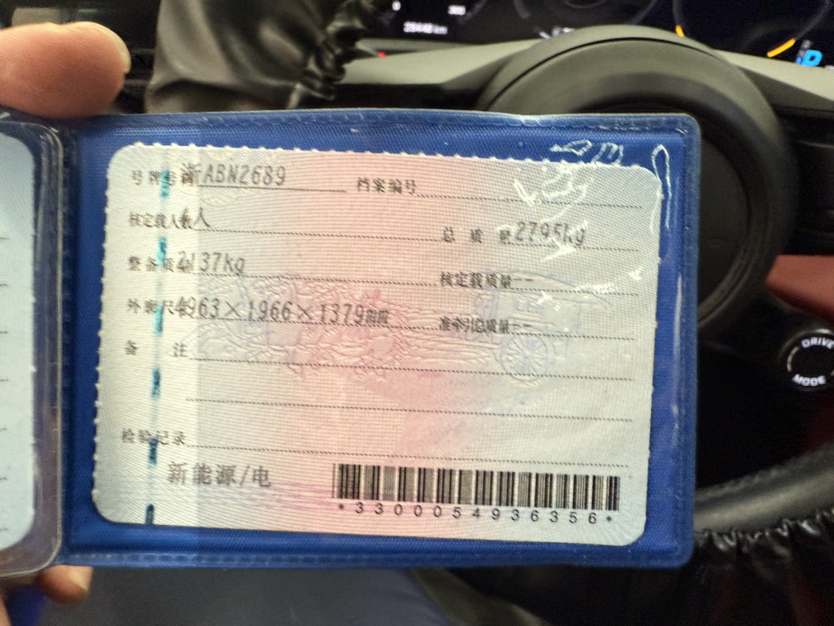 号牌号码 浙ABN2689 档案编号
核定载人数 4人 总质量 2795kg
整备质量 2137kg 核定载质量 --
外廓尺寸 4963×1966×1379mm 准牵引总质量 --
备注
检验记录
新能源/电
*3300054936356*
DRIVE
MODE